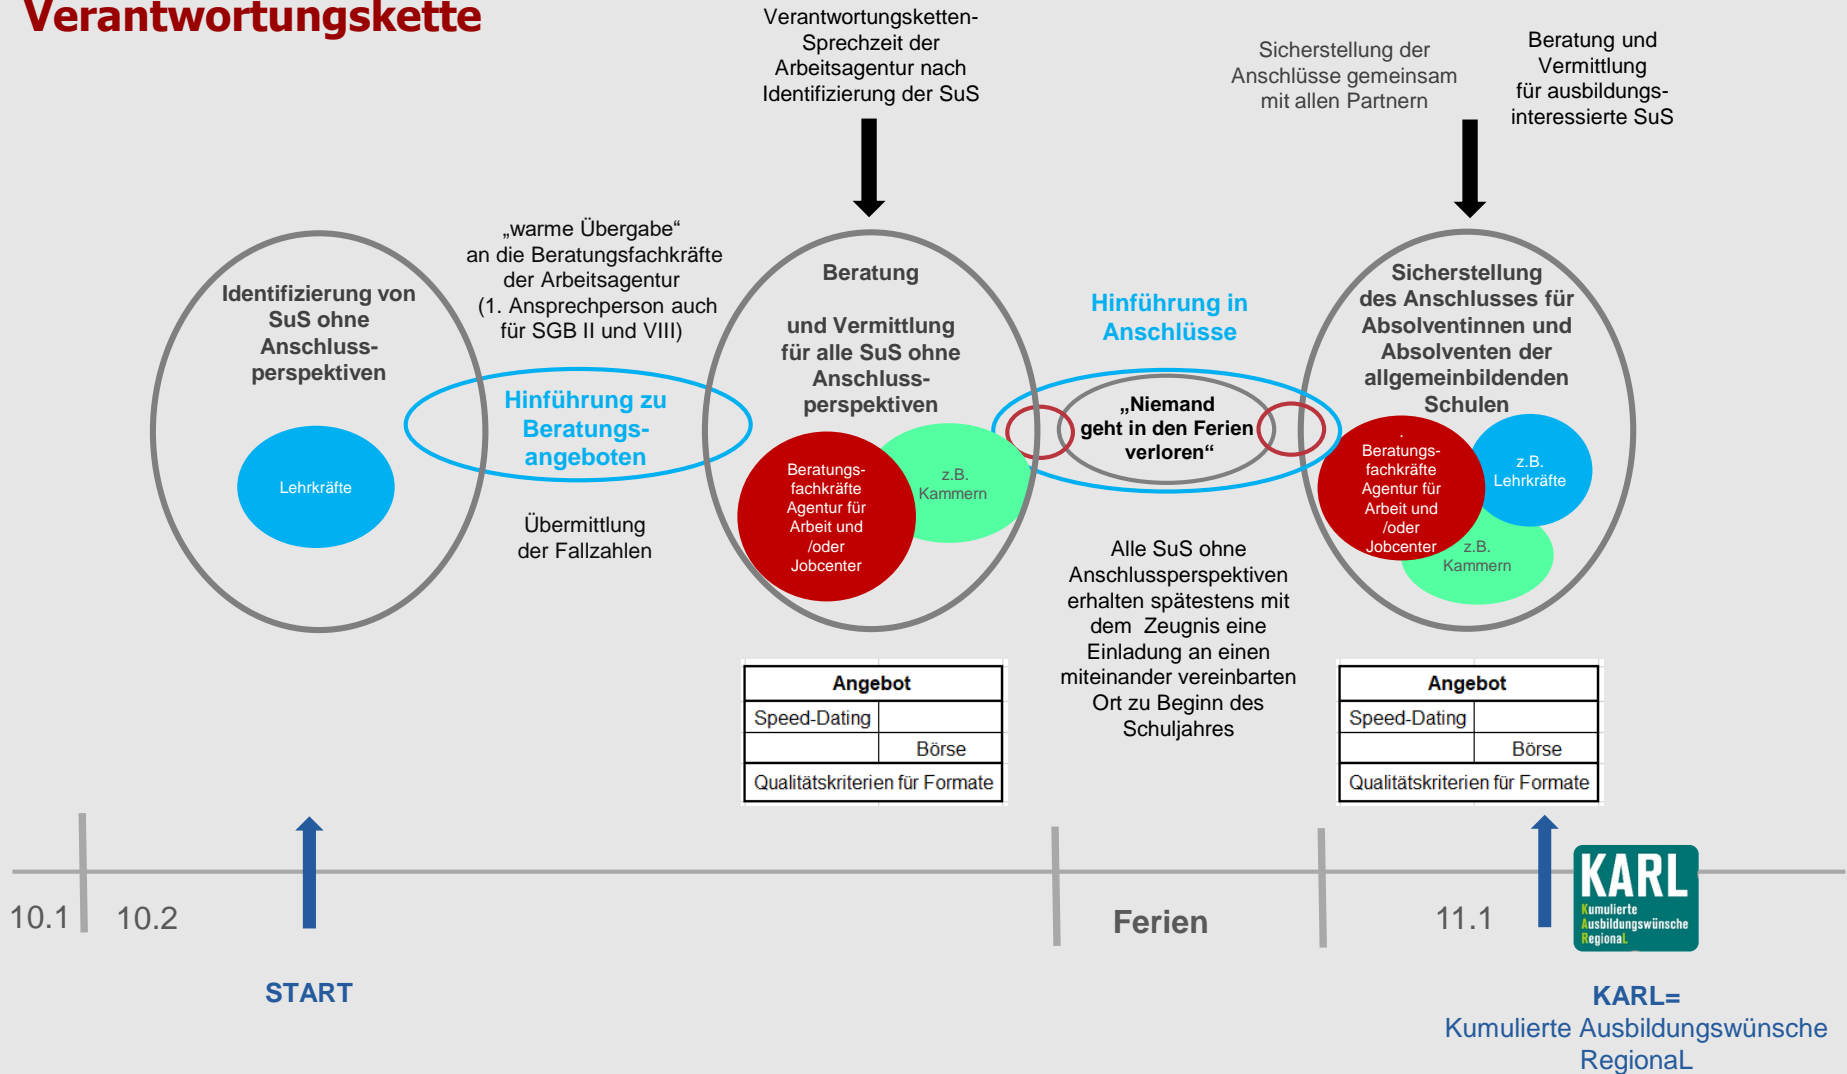 Verantwortungskette
Verantwortungsketten-
Sprechzeit der
Arbeitsagentur nach
Identifizierung der SuS
Sicherstellung der
Anschlüsse gemeinsam
mit allen Partnern
Beratung und
Vermittlung
für ausbildungs-
interessierte SuS
Identifizierung von
SuS ohne
Anschluss-
perspektiven
Lehrkräfte
„warme Übergabe“
an die Beratungsfachkräfte
der Arbeitsagentur
(1. Ansprechperson auch
für SGB II und VIII)
Hinführung zu
Beratungs-
angeboten
Übermittlung
der Fallzahlen
Beratung
und Vermittlung
für alle SuS ohne
Anschluss-
perspektiven
Beratungs-
fachkräfte
Agentur für
Arbeit und
/oder
Jobcenter
z.B.
Kammern
Hinführung in
Anschlüsse
„Niemand
geht in den Ferien
verloren“
Alle SuS ohne
Anschlussperspektiven
erhalten spätestens mit
dem  Zeugnis eine
Einladung an einen
miteinander vereinbarten
Ort zu Beginn des
Schuljahres
Sicherstellung
des Anschlusses für
Absolventinnen und
Absolventen der
allgemeinbildenden
Schulen
.
Beratungs-
fachkräfte
Agentur für
Arbeit und
/oder
Jobcenter
z.B.
Lehrkräfte
z.B.
Kammern
Angebot
Speed-Dating
Börse
Qualitätskriterien für Formate
Angebot
Speed-Dating
Börse
Qualitätskriterien für Formate
10.1
10.2
Ferien
11.1
KARL
Kumulierte
Ausbildungswünsche
RegionaL
START
KARL=
Kumulierte Ausbildungswünsche
RegionaL